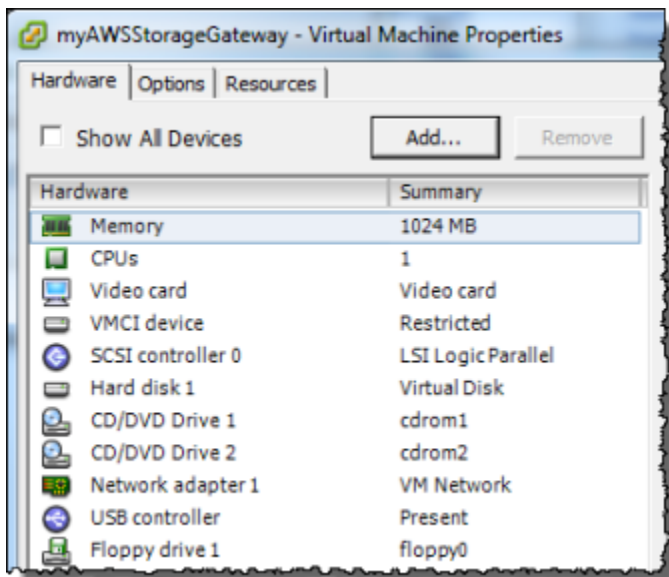 myAWSStorageGateway - Virtual Machine Properties
Hardware Options Resources
Show All Devices Add... Remove
Hardware Summary
Memory 1024 MB
CPUs 1
Video card Video card
VMCI device Restricted
SCSI controller 0 LSI Logic Parallel
Hard disk 1 Virtual Disk
CD/DVD Drive 1 cdrom1
CD/DVD Drive 2 cdrom2
Network adapter 1 VM Network
USB controller Present
Floppy drive 1 floppy0